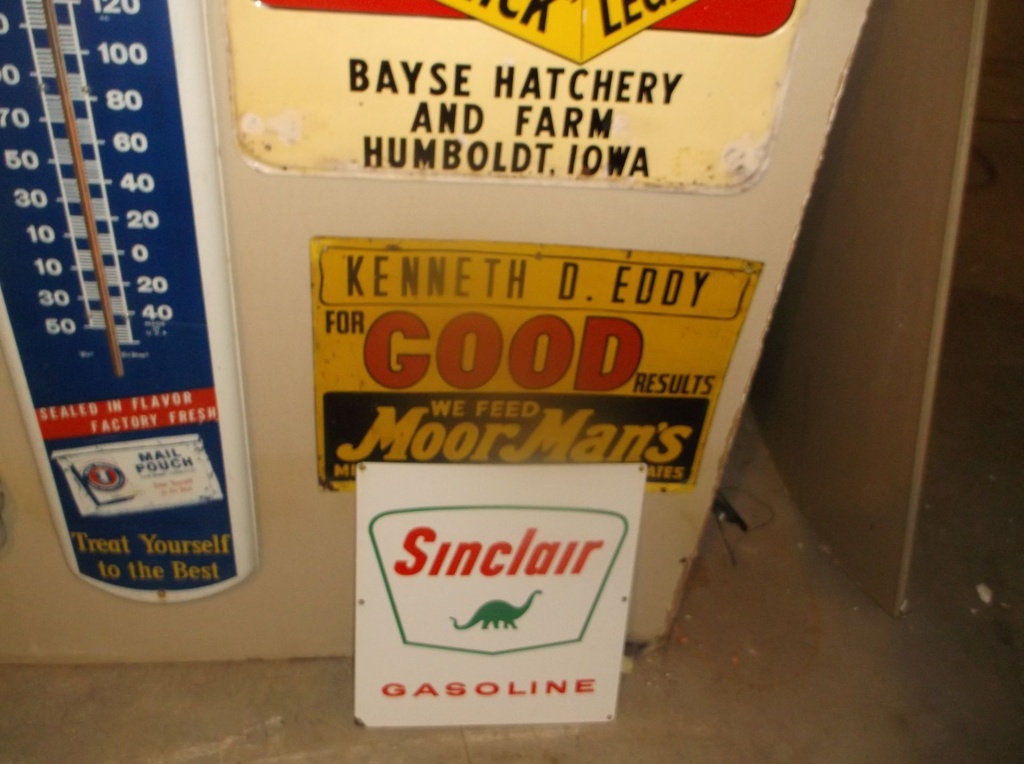 120
100
80
70
60
50
40
30
20
10
0
10
20
30
40
50
SEALED IN FLAVOR
FACTORY FRESH
MAIL
POUCH
Treat Yourself
to the Best
BAYSE HATCHERY
AND FARM
HUMBOLDT, IOWA
KENNETH D. EDDY
FOR
GOOD
RESULTS
WE FEED
MoorMan's
Sinclair
GASOLINE